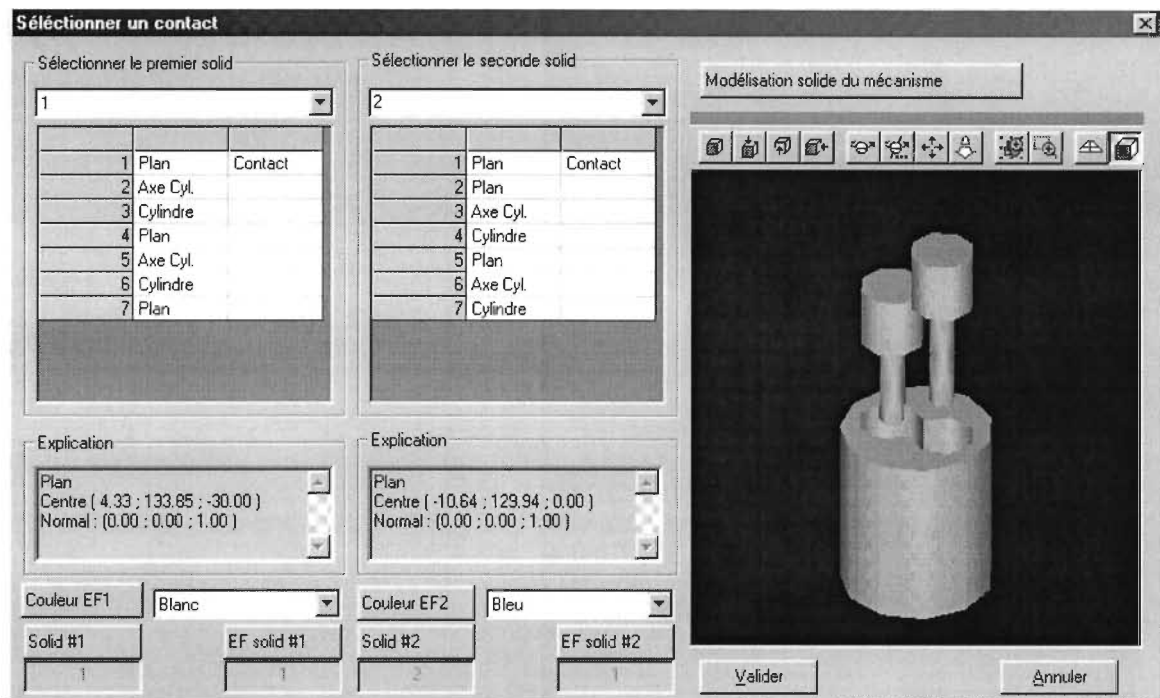 Séléctionner un contact
Sélectionner le premier solid
1
1 Plan Contact
2 Axe Cyl.
3 Cylindre
4 Plan
5 Axe Cyl.
6 Cylindre
7 Plan
Explication
Plan
Centre ( 4.33 ; 133.85 ; -30.00 )
Normal : (0.00 ; 0.00 ; 1.00 )
Couleur EF1 Blanc
Solid #1 EF solid #1
1 1
Sélectionner le seconde solid
2
1 Plan Contact
2 Plan
3 Axe Cyl.
4 Cylindre
5 Plan
6 Axe Cyl.
7 Cylindre
Explication
Plan
Centre ( -10.64 ; 129.94 ; 0.00 )
Normal : (0.00 ; 0.00 ; 1.00 )
Couleur EF2 Bleu
Solid #2 EF solid #2
2 1
Modélisation solide du mécanisme
Valider Annuler